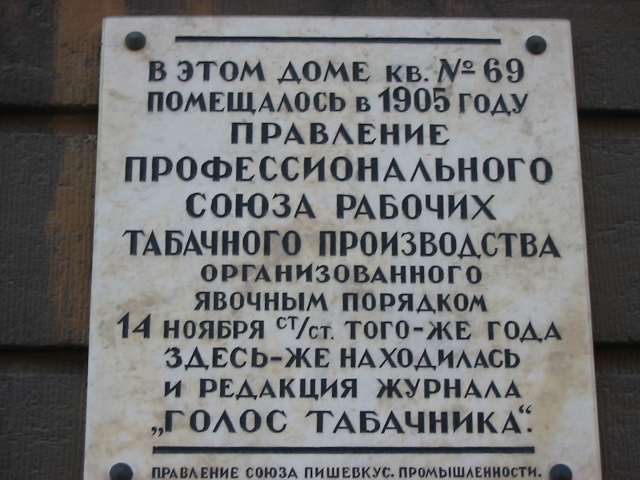 В ЭТОМ ДОМЕ КВ. № 69
ПОМЕЩАЛОСЬ В 1905 ГОДУ
ПРАВЛЕНИЕ
ПРОФЕССИОНАЛЬНОГО
СОЮЗА РАБОЧИХ
ТАБАЧНОГО ПРОИЗВОДСТВА
ОРГАНИЗОВАННОГО
ЯВОЧНЫМ ПОРЯДКОМ
14 НОЯБРЯ СТ/СТ. ТОГО-ЖЕ ГОДА
ЗДЕСЬ-ЖЕ НАХОДИЛАСЬ
И РЕДАКЦИЯ ЖУРНАЛА
„ГОЛОС ТАБАЧНИКА“.
ПРАВЛЕНИЕ СОЮЗА ПИЩЕВКУС. ПРОМЫШЛЕННОСТИ.